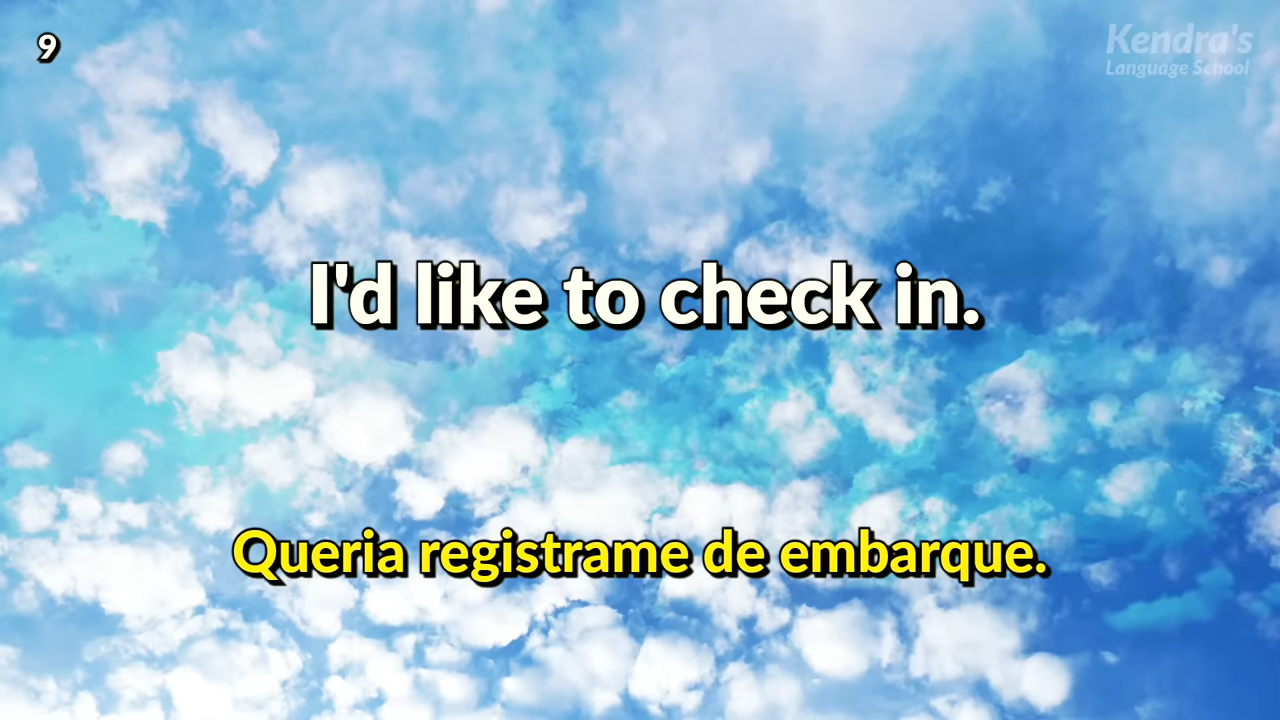 9
Kendra's
Language School
I'd like to check in.
Queria registrame de embarque.